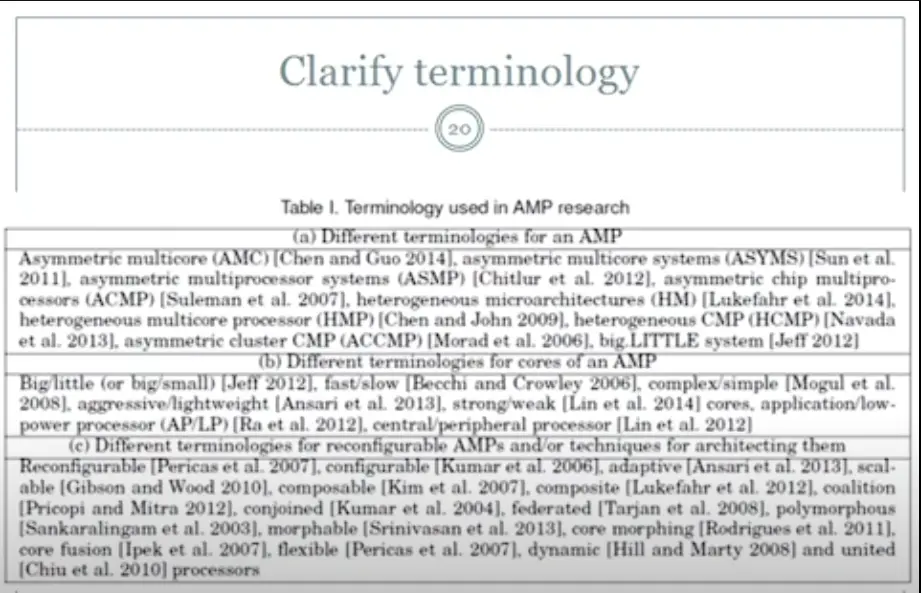 Clarify terminology
20
Table I. Terminology used in AMP research
(a) Different terminologies for an AMP
Asymmetric multicore (AMC) [Chen and Guo 2014], asymmetric multicore systems (ASYMS) [Sun et al.
2011], asymmetric multiprocessor systems (ASMP) [Chitlur et al. 2012], asymmetric chip multipro-
cessors (ACMP) [Suleman et al. 2007], heterogeneous microarchitectures (HM) [Lukefahr et al. 2014],
heterogeneous multicore processor (HMP) [Chen and John 2009], heterogeneous CMP (HCMP) [Navada
et al. 2013], asymmetric cluster CMP (ACCMP) [Morad et al. 2006], big.LITTLE system [Jeff 2012]
(b) Different terminologies for cores of an AMP
Big/little (or big/small) [Jeff 2012], fast/slow [Becchi and Crowley 2006], complex/simple [Mogul et al.
2008], aggressive/lightweight [Ansari et al. 2013], strong/weak [Lin et al. 2014] cores, application/low-
power processor (AP/LP) [Ra et al. 2012], central/peripheral processor [Lin et al. 2012]
(c) Different terminologies for reconfigurable AMPs and/or techniques for architecting them
Reconfigurable [Pericas et al. 2007], configurable [Kumar et al. 2006], adaptive [Ansari et al. 2013], scal-
able [Gibson and Wood 2010], composable [Kim et al. 2007], composite [Lukefahr et al. 2012], coalition
[Pricopi and Mitra 2012], conjoined [Kumar et al. 2004], federated [Tarjan et al. 2008], polymorphous
[Sankaralingam et al. 2003], morphable [Srinivasan et al. 2013], core morphing [Rodrigues et al. 2011],
core fusion [Ipek et al. 2007], flexible [Pericas et al. 2007], dynamic [Hill and Marty 2008] and united
[Chiu et al. 2010] processors